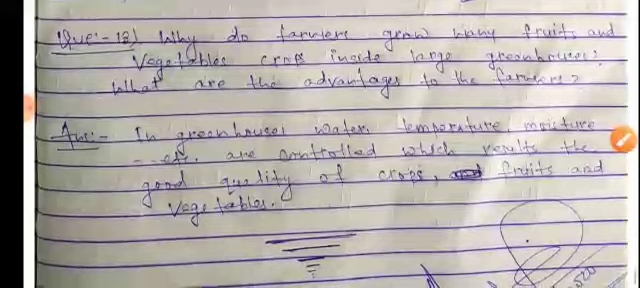 Que:- 12) Why do farmers grow many fruits and
vegetables crops inside large greenhouses?
What are the advantages to the farmers?
Ans:- In greenhouses water, temperature, moisture
---etc. are controlled which results the
good quality of crops, fruits and
vegetables.